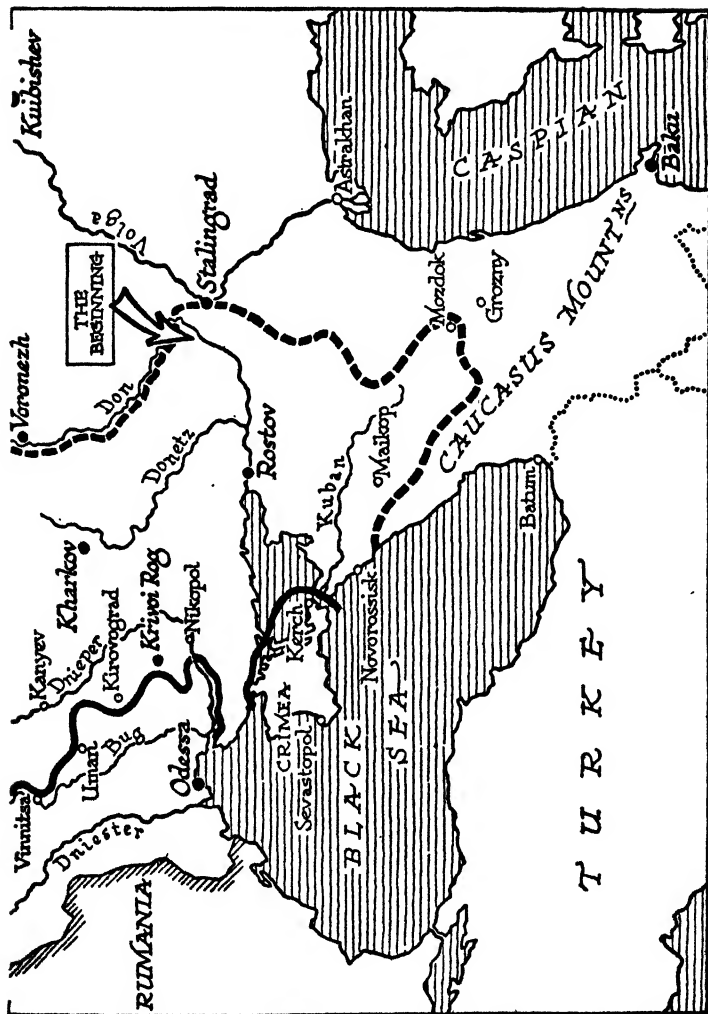 Kuibishev
Voronezh
Kanyev
Vinnitsa
Volga
THE
BEGINNING
Don
Kharkov
Dnieper
Uman
Kirovograd
Bug
Dniester
Donetz
Krivoi Rog
Nikopol
Stalingrad
RUMANIA
Odessa
Rostov
CRIMEA
Kerch
Sevastopol
Kuban
Astrakhan
Maikop
Novorossisk
BLACK
SEA
Mozdok
Grozny
CASPIAN
CAUCASUS MOUNT'NS
Batum
Baku
TURKEY